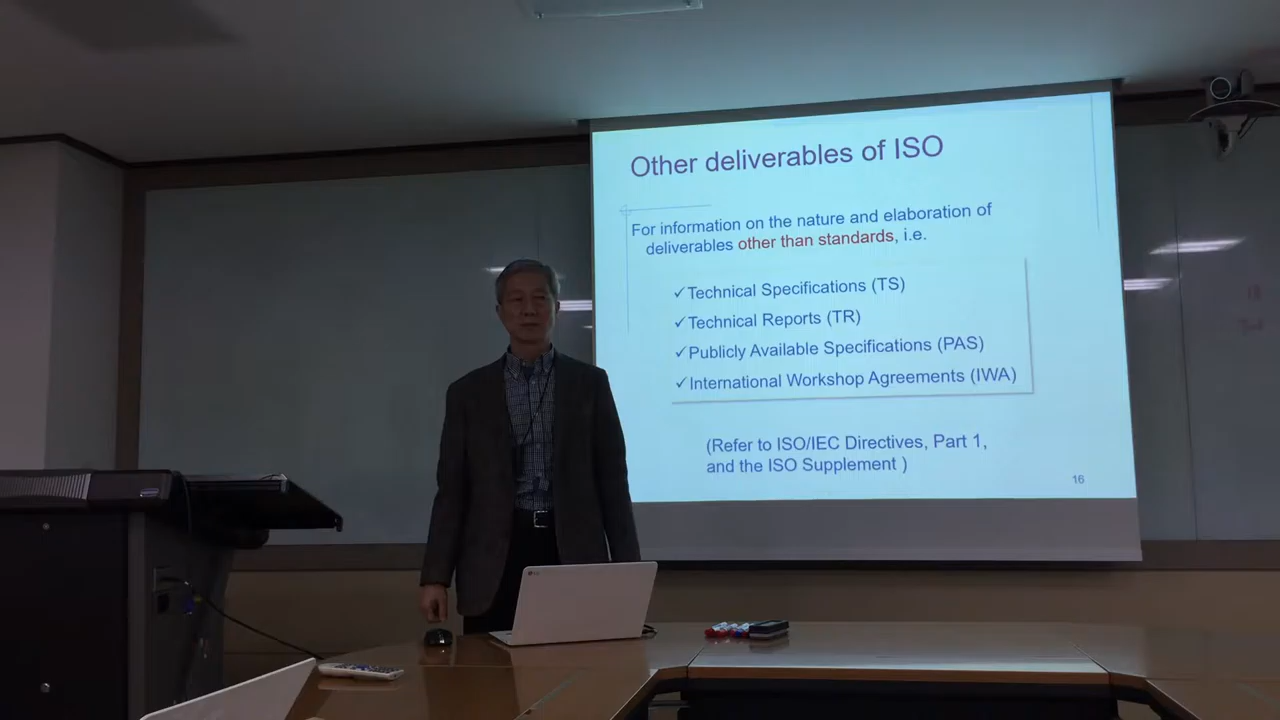 Other deliverables of ISO
For information on the nature and elaboration of
deliverables other than standards, i.e.
✓Technical Specifications (TS)
✓Technical Reports (TR)
✓Publicly Available Specifications (PAS)
✓International Workshop Agreements (IWA)
(Refer to ISO/IEC Directives, Part 1,
and the ISO Supplement )
16